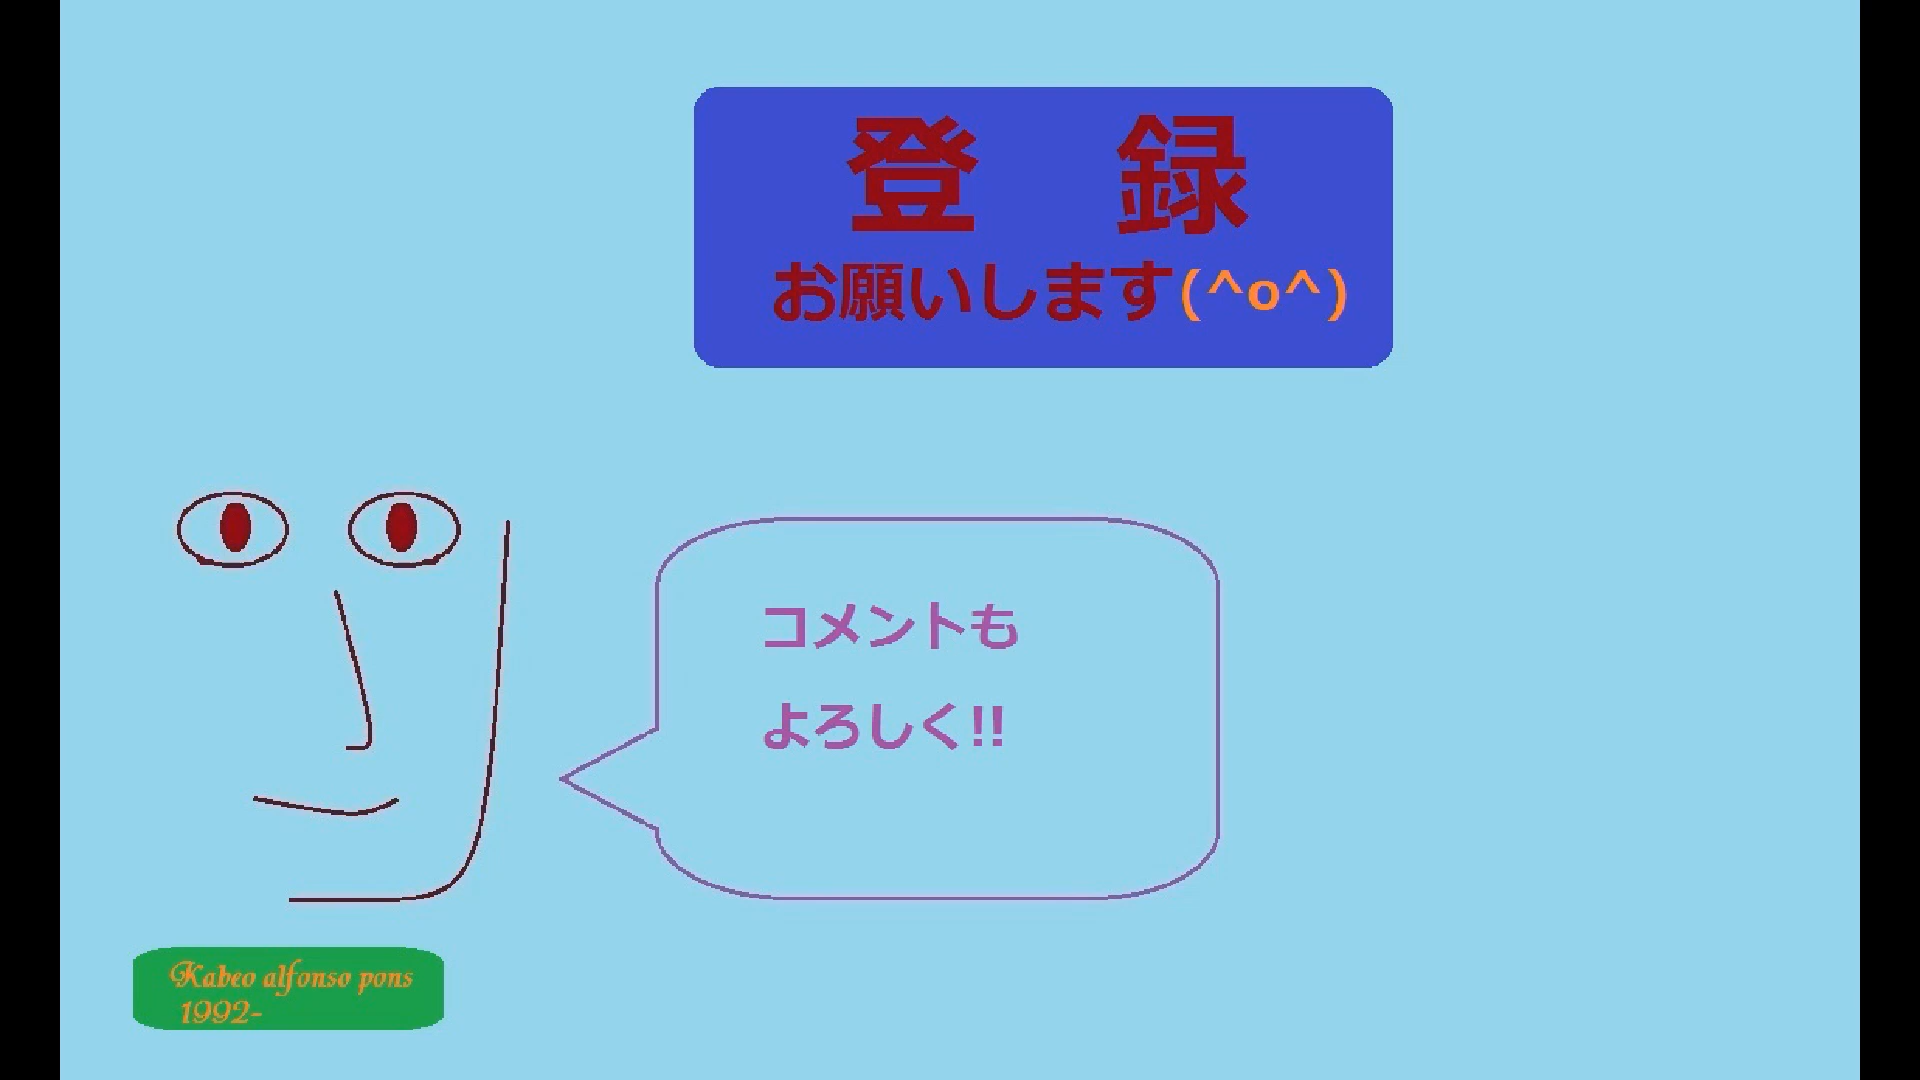 登　録
お願いします(^o^)
コメントも
よろしく!!
Kabeo alfonso pons
1992-